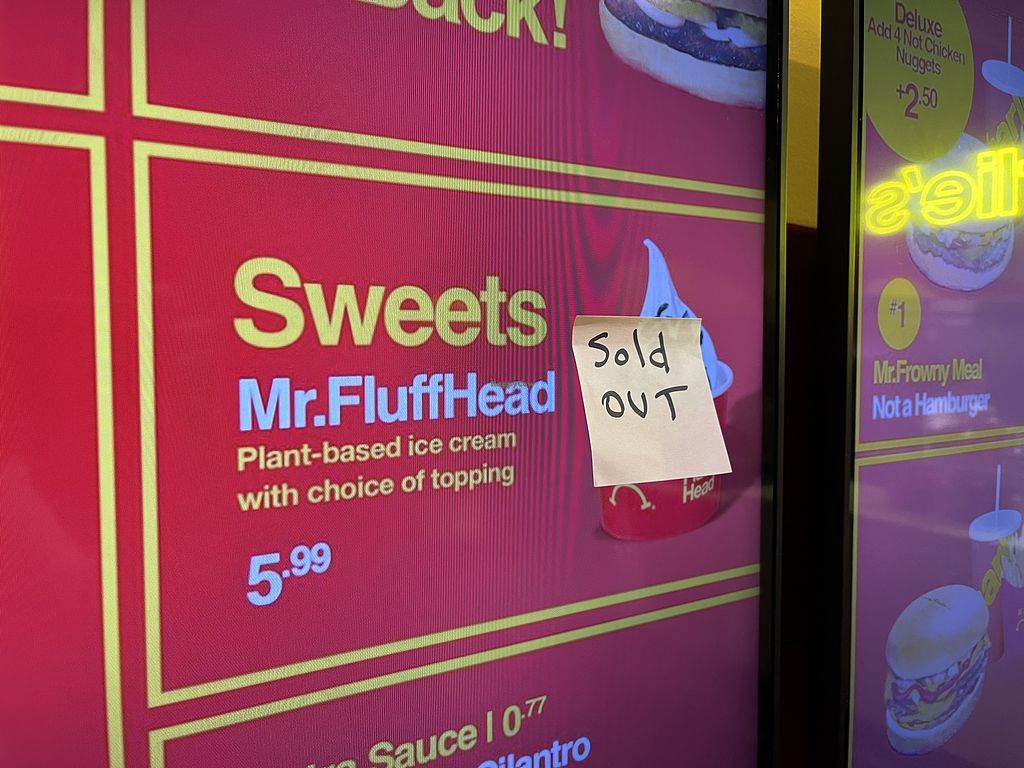 Back!
Sweets
Mr.FluffHead
Plant-based ice cream
with choice of topping
5.99
Sold
OUT
Head
Sauce | 0.77
Cilantro
Deluxe
Add 4 Not Chicken
Nuggets
+2.50
#1
Mr.Frowny Meal
Not a Hamburger